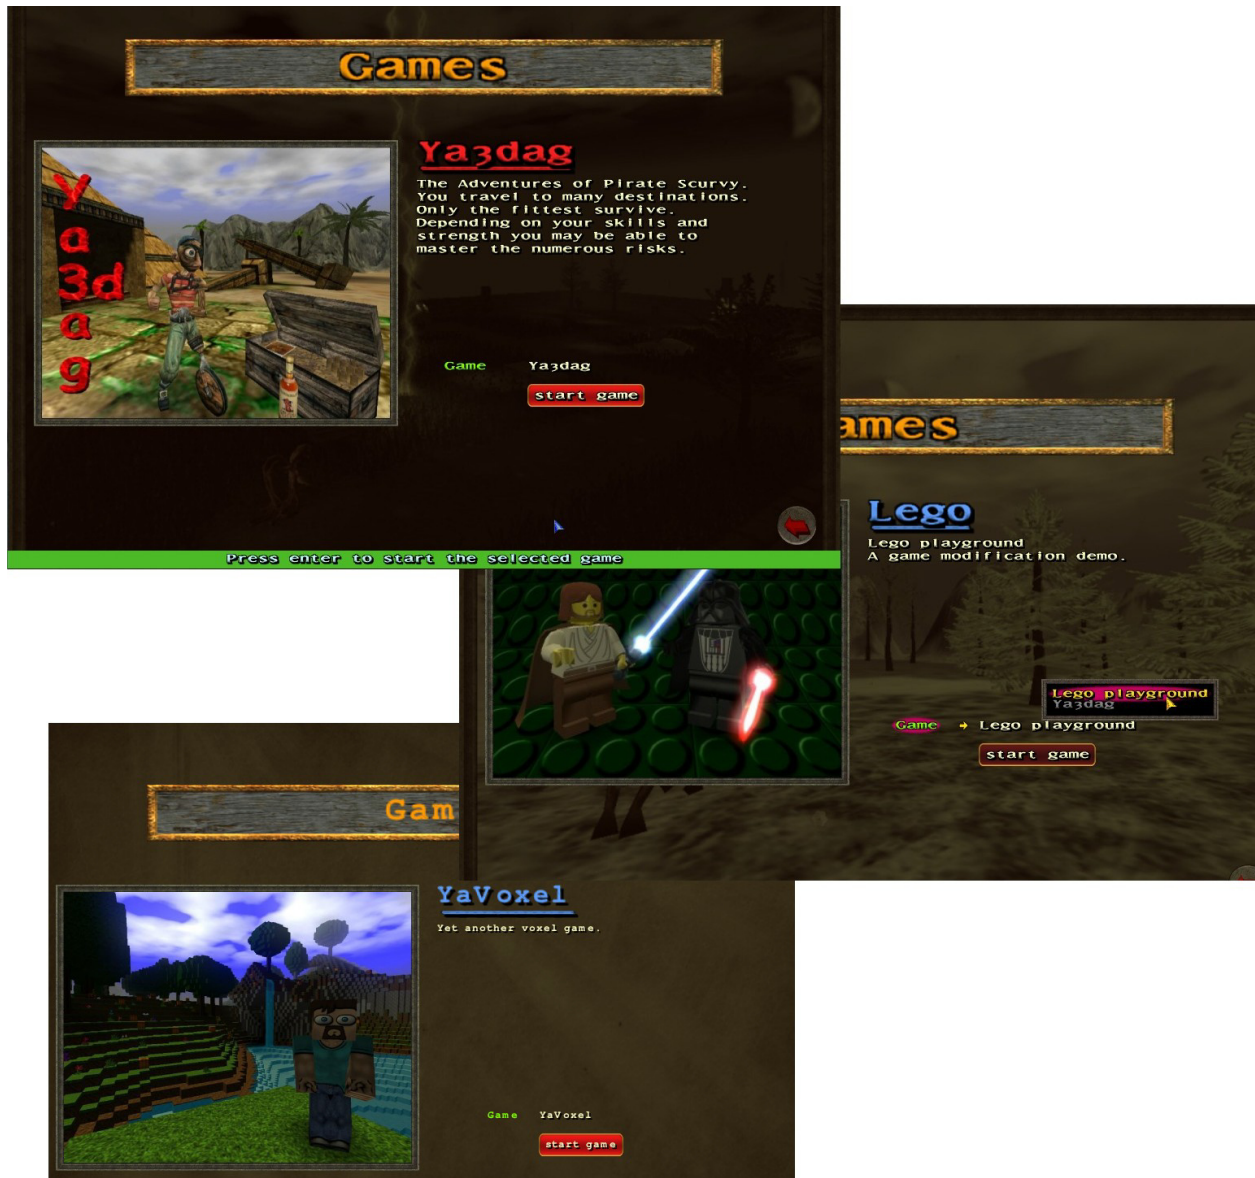 Games
Y
a
3d
a
g
Ya3dag
The Adventures of Pirate Scurvy.
You travel to many destinations.
Only the fittest survive.
Depending on your skills and
strength you may be able to
master the numerous risks.
Game Ya3dag
start game
Press enter to start the selected game
ames
Lego
Lego playground
A game modification demo.
Lego playground
Ya3dag
Game → Lego playground
start game
Gam
YaVoxel
Yet another voxel game.
Game YaVoxel
start game